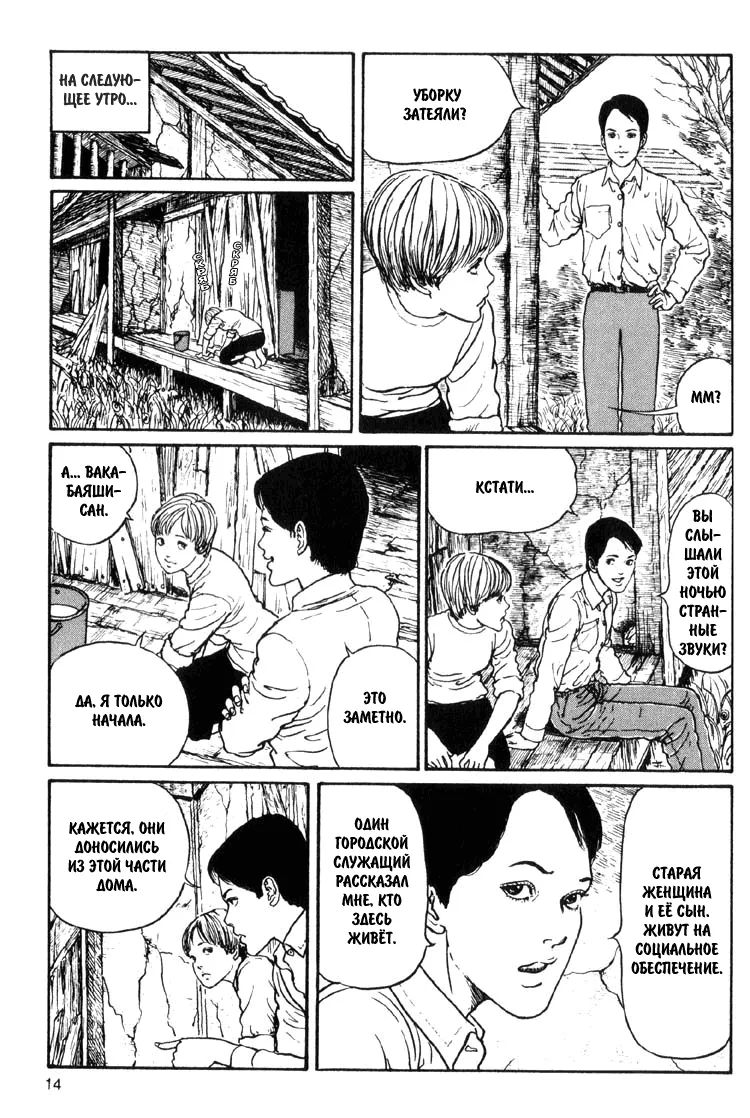 НА СЛЕДУЮ-
ЩЕЕ УТРО...
УБОРКУ
ЗАТЕЯЛИ?
СКРЯБ
СКРЯБ
ММ?
А... ВАКА-
БАЯШИ-
САН.
ДА, Я ТОЛЬКО
НАЧАЛА.
ЭТО
ЗАМЕТНО.
КСТАТИ...
ВЫ
СЛЫ-
ШАЛИ
ЭТОЙ
НОЧЬЮ
СТРАН-
НЫЕ
ЗВУКИ?
КАЖЕТСЯ, ОНИ
ДОНОСИЛИСЬ
ИЗ ЭТОЙ ЧАСТИ
ДОМА.
ОДИН
ГОРОДСКОЙ
СЛУЖАЩИЙ
РАССКАЗАЛ
МНЕ, КТО
ЗДЕСЬ
ЖИВЁТ.
СТАРАЯ
ЖЕНЩИНА
И ЕЁ СЫН.
ЖИВУТ НА
СОЦИАЛЬНОЕ
ОБЕСПЕЧЕНИЕ.
14